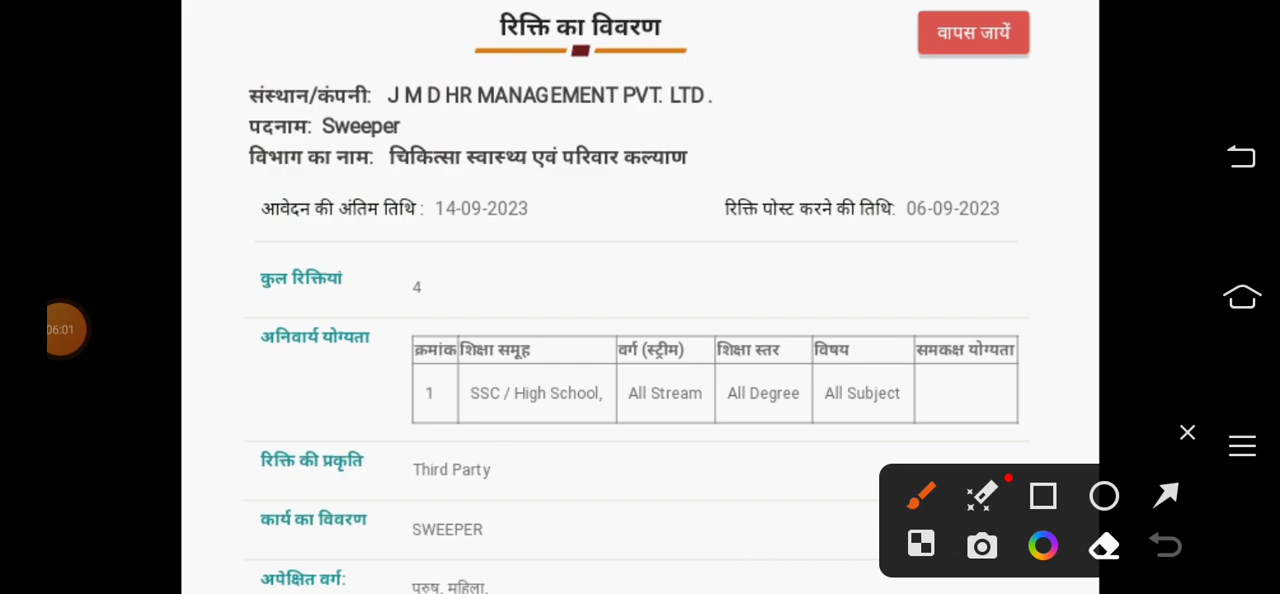 रिक्ति का विवरण
वापस जायें
संस्थान/कंपनी: J M D HR MANAGEMENT PVT. LTD .
पदनाम: Sweeper
विभाग का नाम: चिकित्सा स्वास्थ्य एवं परिवार कल्याण
आवेदन की अंतिम तिथि : 14-09-2023 रिक्ति पोस्ट करने की तिथि: 06-09-2023
कुल रिक्तियां 4
06:01
अनिवार्य योग्यता
क्रमांक शिक्षा समूह वर्ग (स्ट्रीम) शिक्षा स्तर विषय समकक्ष योग्यता
1 SSC / High School, All Stream All Degree All Subject
रिक्ति की प्रकृति Third Party
कार्य का विवरण SWEEPER
अपेक्षित वर्ग: पुरुष, महिला,